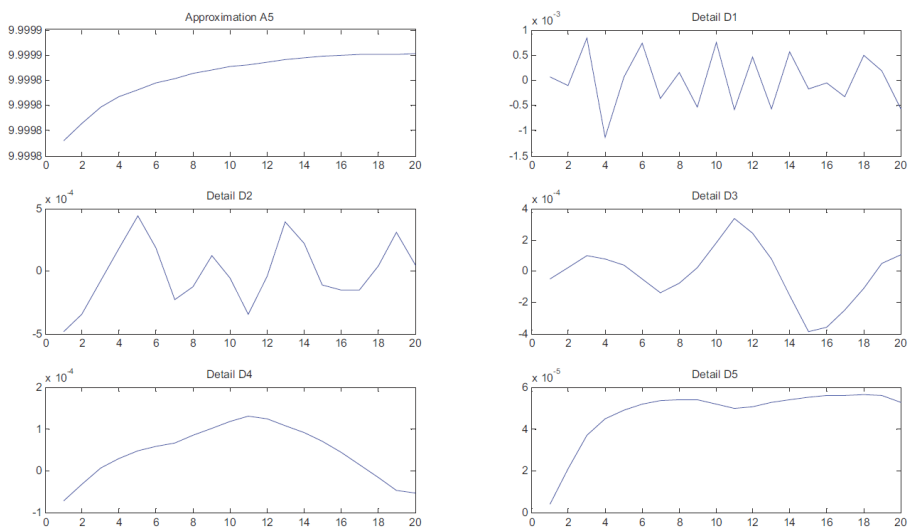 Approximation A5
9.9999
9.9999
9.9998
9.9998
9.9998
9.9998
0 2 4 6 8 10 12 14 16 18 20
Detail D1
x 10^-3
1
0.5
0
-0.5
-1
-1.5
0 2 4 6 8 10 12 14 16 18 20
Detail D2
x 10^-4
5
0
-5
0 2 4 6 8 10 12 14 16 18 20
Detail D3
x 10^-4
4
2
0
-2
-4
0 2 4 6 8 10 12 14 16 18 20
Detail D4
x 10^-4
2
1
0
-1
0 2 4 6 8 10 12 14 16 18 20
Detail D5
x 10^-5
6
4
2
0
0 2 4 6 8 10 12 14 16 18 20